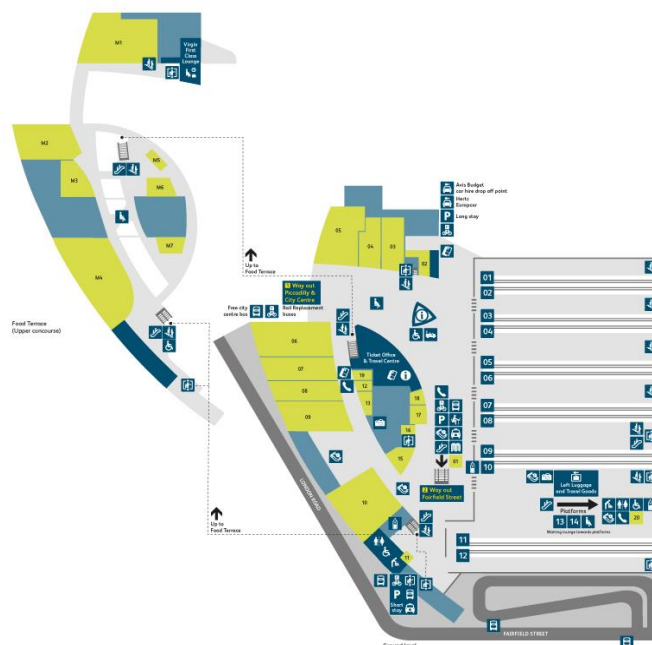 M1
Virgin
First
Class
Lounge
M2
M3
M5
M6
M7
M4
Food Terrace
(Upper concourse)
Up to
Food Terrace
Up to
Food Terrace
1 Way out
Piccadilly &
City Centre
Free city
centre bus
Rail Replacement
buses
Axis Budget
car hire drop off point
Hertz
Europcar
P Long stay
05
04
03
02
Ticket Office
& Travel Centre
06
07
08
09
10
10
12
13
18
17
16
15
P
31
2 Way out
Fairfield Street
11
P
Short
stay
LONDON ROAD
FAIRFIELD STREET
01
02
03
04
05
06
07
08
09
10
11
12
Left Luggage
and Travel Goods
Platforms
13 14
Waiting lounge towards platforms
20